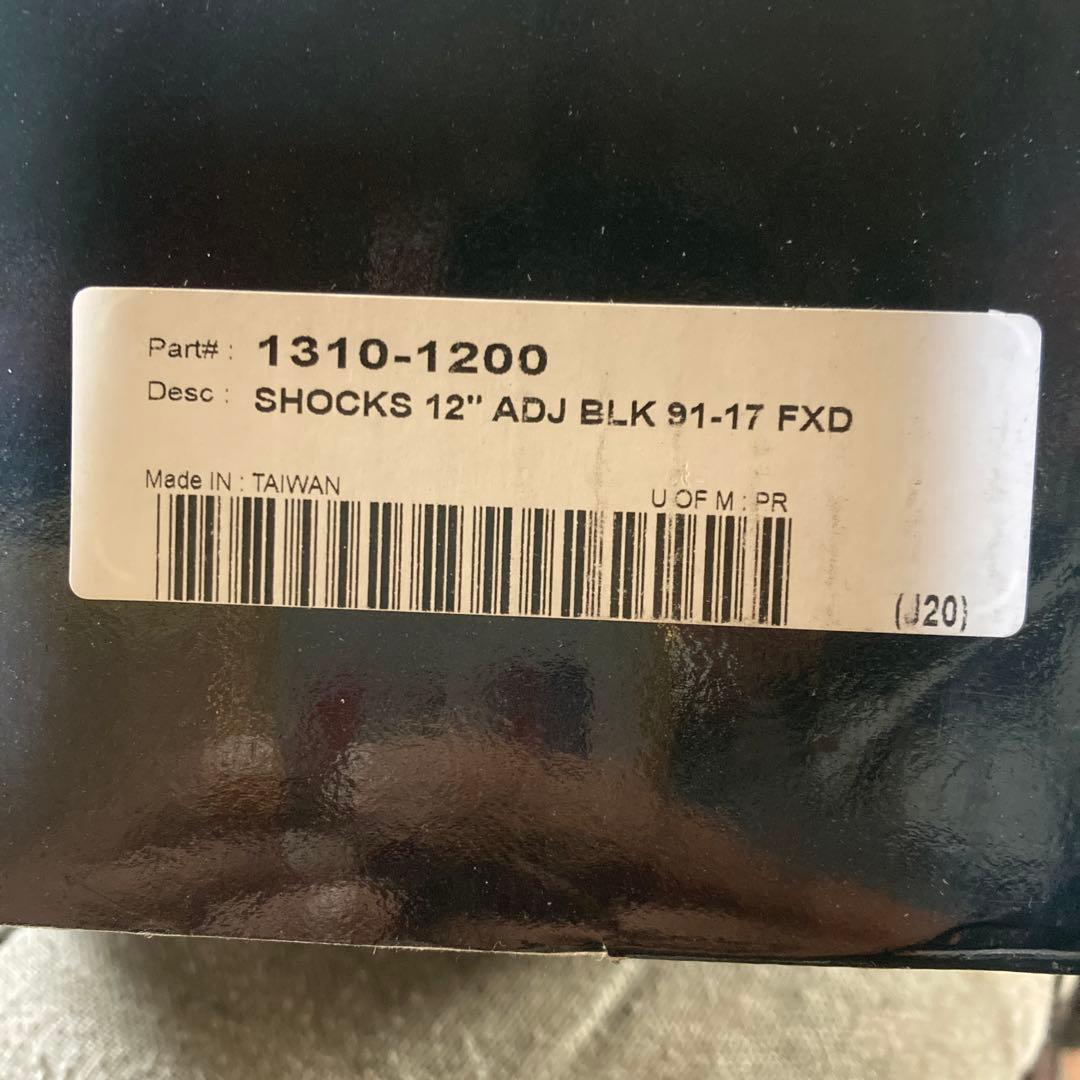 Part# : 1310-1200
Desc : SHOCKS 12" ADJ BLK 91-17 FXD
Made IN : TAIWAN
U OF M : PR
(J20)